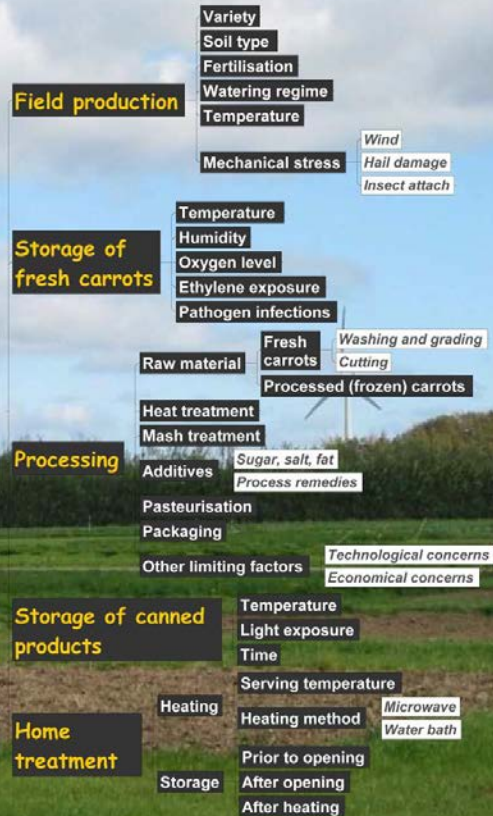 Field production
Variety
Soil type
Fertilisation
Watering regime
Temperature
Mechanical stress
Wind
Hail damage
Insect attach
Storage of
fresh carrots
Temperature
Humidity
Oxygen level
Ethylene exposure
Pathogen infections
Processing
Raw material
Fresh
carrots
Washing and grading
Cutting
Processed (frozen) carrots
Heat treatment
Mash treatment
Additives
Sugar, salt, fat
Process remedies
Pasteurisation
Packaging
Other limiting factors
Technological concerns
Economical concerns
Storage of canned
products
Temperature
Light exposure
Time
Home
treatment
Heating
Serving temperature
Heating method
Microwave
Water bath
Storage
Prior to opening
After opening
After heating